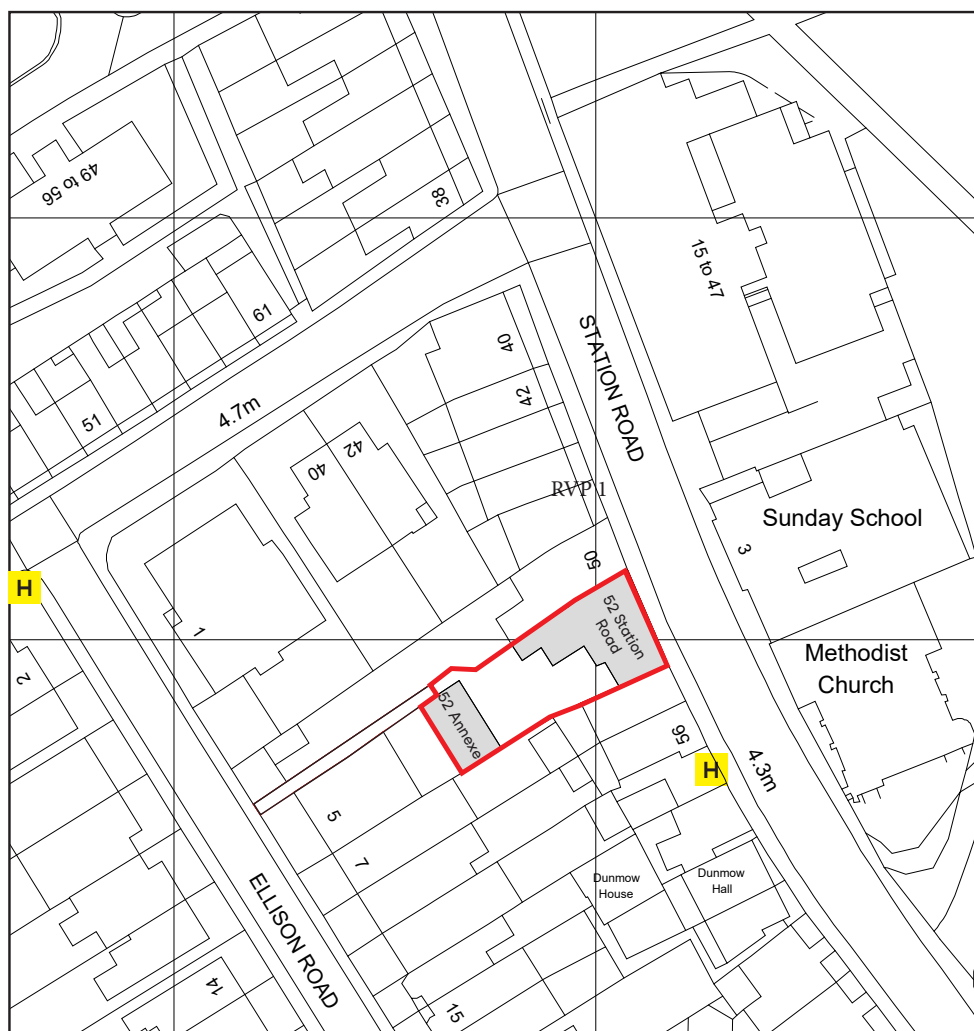 49 to 56
38
61
51
4.7m
40
42
15 to 47
STATION ROAD
40
42
RVP 1
Sunday School
3
H
50
1
52 Station
Road
2
Methodist
Church
52 Annexe
56
H
4.3m
5
7
Dunmow
House
Dunmow
Hall
ELLISON ROAD
14
15